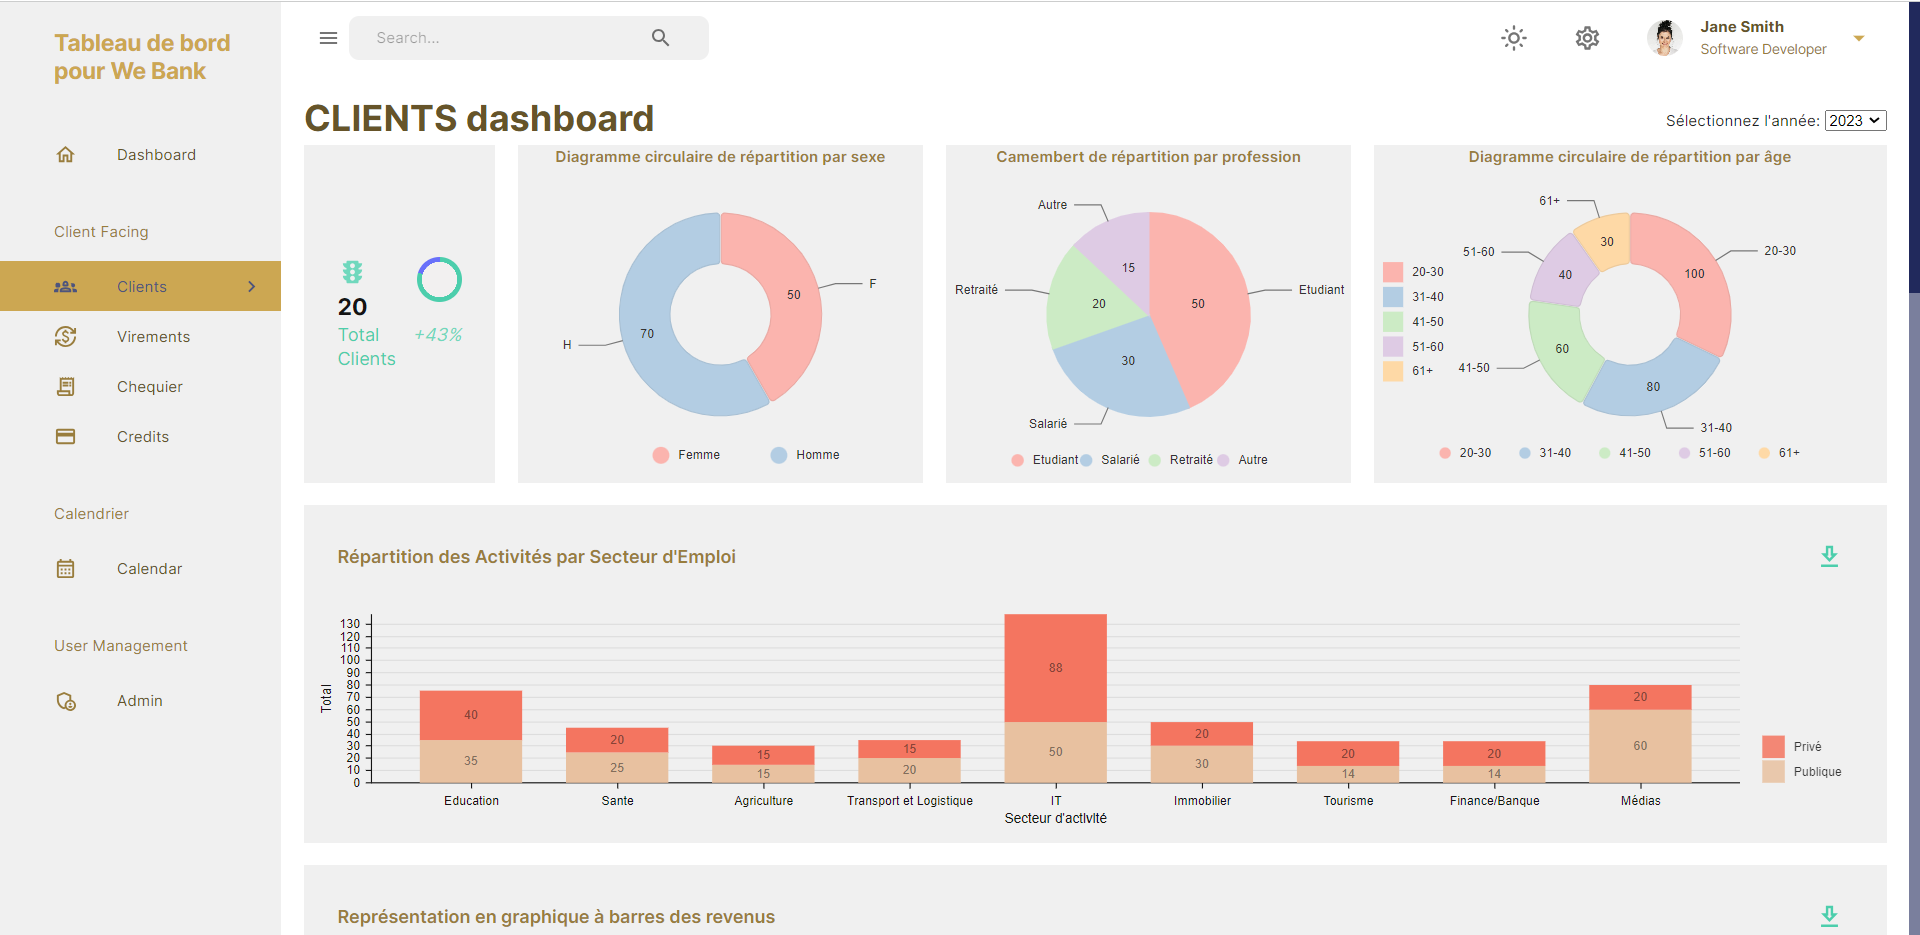 Tableau de bord
pour We Bank
Dashboard
Client Facing
Clients
Virements
Chequier
Credits
Calendrier
Calendar
User Management
Admin
Search...
Jane Smith
Software Developer
CLIENTS dashboard
Sélectionnez l'année: 2023
20
Total
Clients
+43%
Diagramme circulaire de répartition par sexe
50
F
70
H
Femme Homme
Camembert de répartition par profession
Autre
15
Retraité
20
50
Etudiant
30
Salarié
Etudiant Salarié Retraité Autre
Diagramme circulaire de répartition par âge
20-30
31-40
41-50
51-60
61+
61+
30
51-60
40
100
20-30
60
41-50
80
31-40
20-30 31-40 41-50 51-60 61+
Répartition des Activités par Secteur d'Emploi
Total
130
120
110
100
90
80
70
60
50
40
30
20
10
0
40
35
20
25
15
15
15
20
88
50
20
30
20
14
20
14
20
60
Education Sante Agriculture Transport et Logistique IT Immobilier Tourisme Finance/Banque Médias
Secteur d'activité
Privé
Publique
Représentation en graphique à barres des revenus